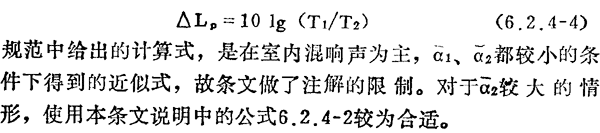 ΔLₚ=10 lg (T₁/T₂) (6.2.4-4)
规范中给出的计算式，是在室内混响声为主，ᾱ₁、ᾱ₂都较小的条
件下得到的近似式，故条文做了注解的限制。对于ᾱ₂较大的情
形，使用本条文说明中的公式6.2.4-2较为合适。